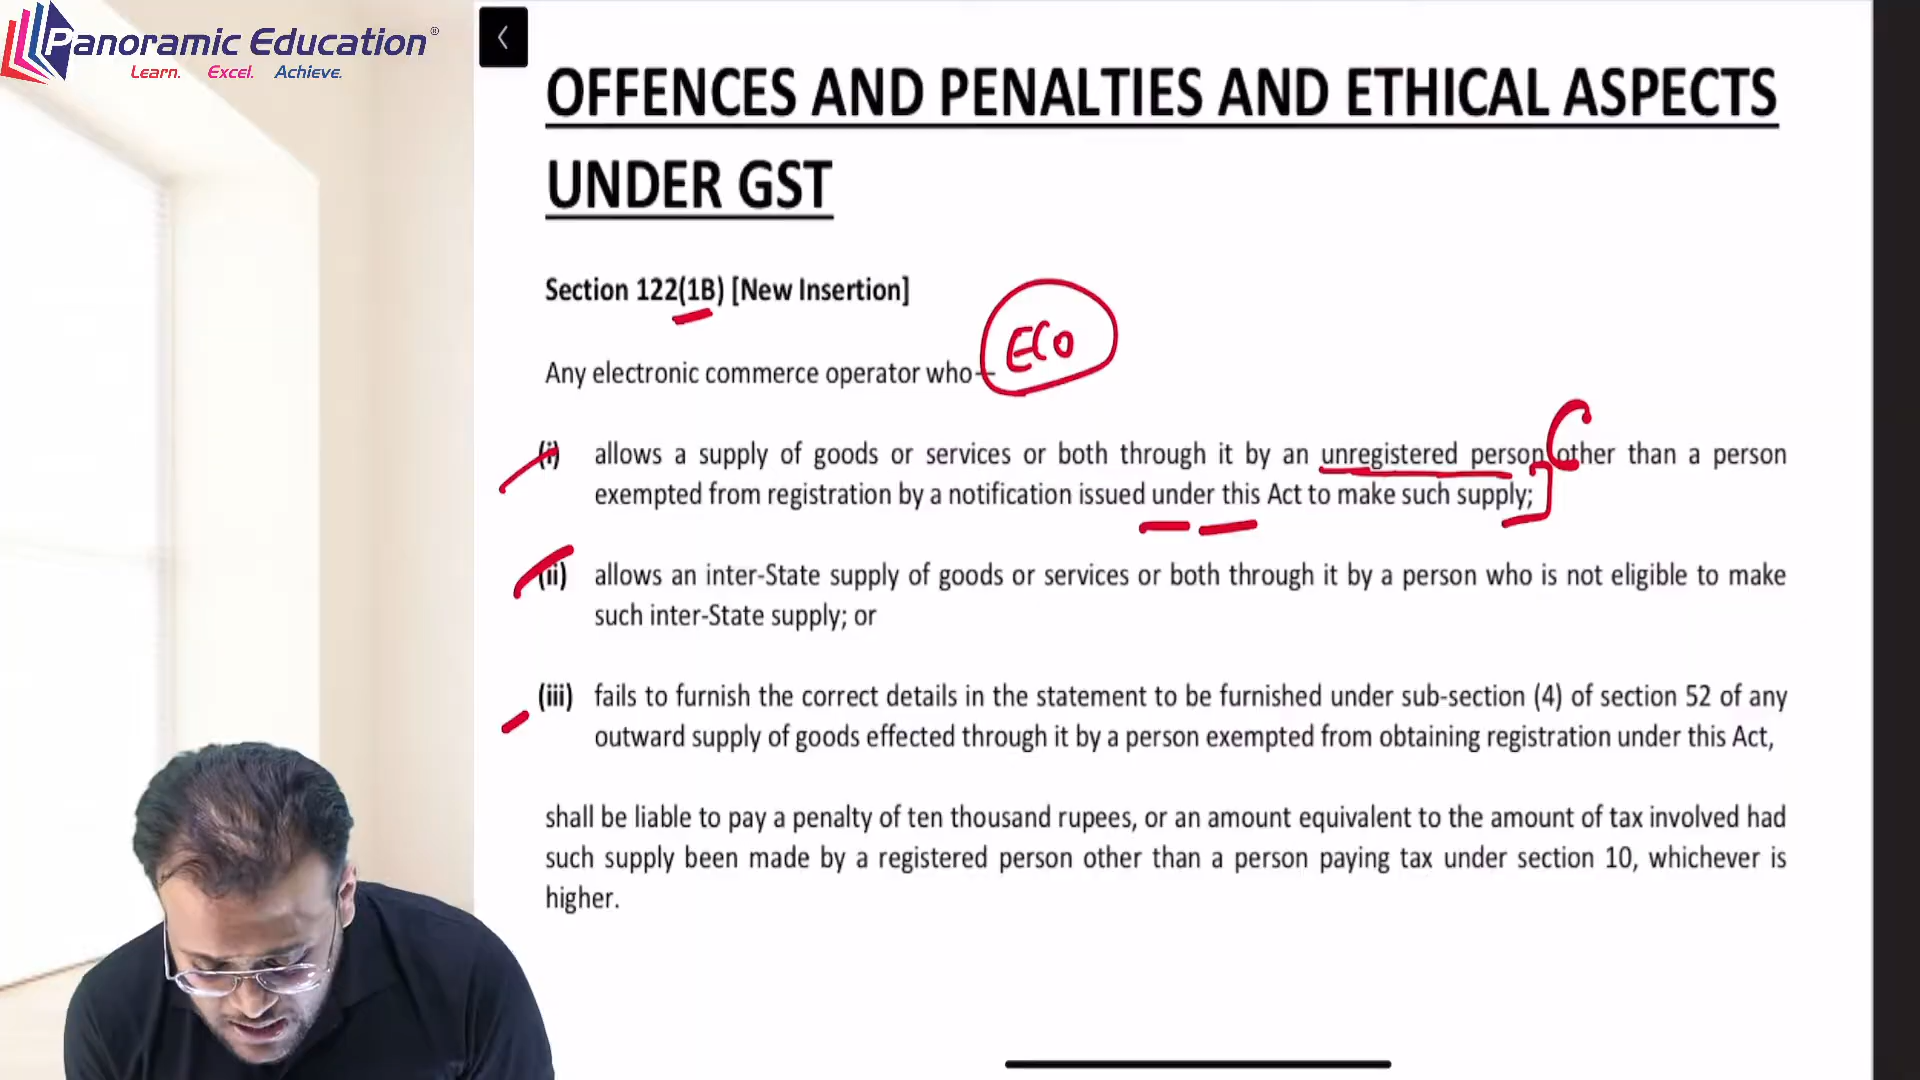 Panoramic Education®
Learn. Excel. Achieve.
OFFENCES AND PENALTIES AND ETHICAL ASPECTS
UNDER GST
Section 122(1B) [New Insertion]
ECO
Any electronic commerce operator who—
(i) allows a supply of goods or services or both through it by an unregistered person other than a person
exempted from registration by a notification issued under this Act to make such supply;
(ii) allows an inter-State supply of goods or services or both through it by a person who is not eligible to make
such inter-State supply; or
(iii) fails to furnish the correct details in the statement to be furnished under sub-section (4) of section 52 of any
outward supply of goods effected through it by a person exempted from obtaining registration under this Act,
shall be liable to pay a penalty of ten thousand rupees, or an amount equivalent to the amount of tax involved had
such supply been made by a registered person other than a person paying tax under section 10, whichever is
higher.